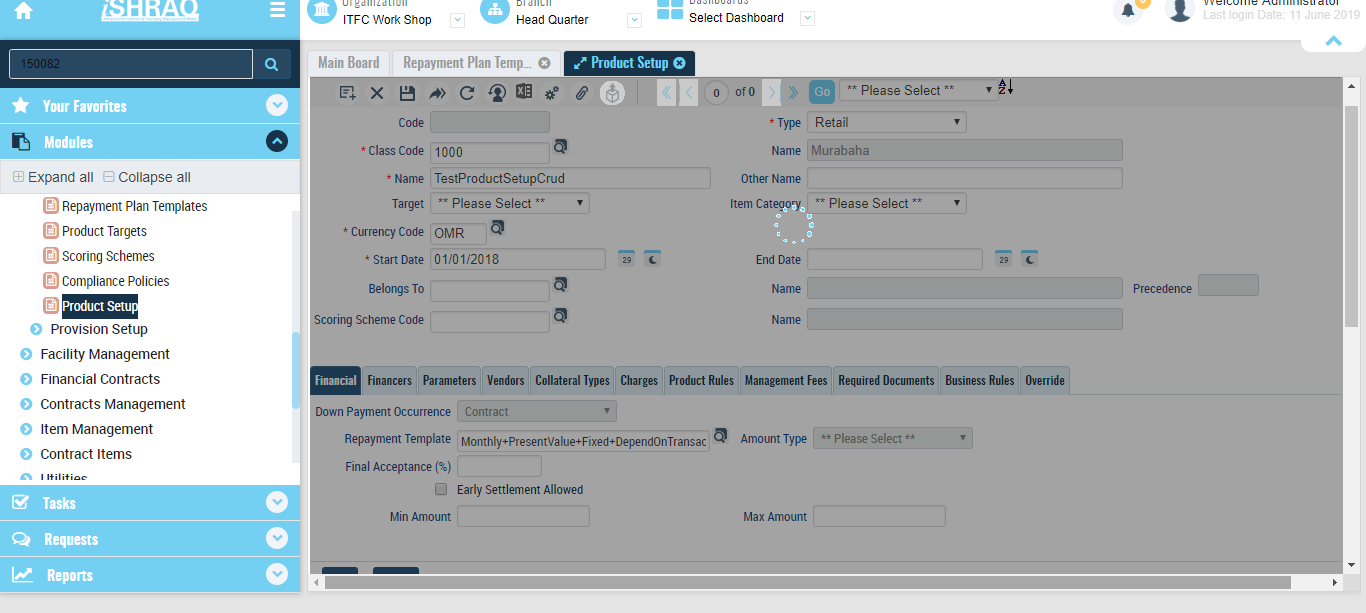 iSHRAQ
Organization
ITFC Work Shop
Branch
Head Quarter
Dashboards
Select Dashboard
Welcome Administrator
Last login Date: 11 June 2019
150082
Your Favorites
Modules
Expand all
Collapse all
Repayment Plan Templates
Product Targets
Scoring Schemes
Compliance Policies
Product Setup
Provision Setup
Facility Management
Financial Contracts
Contracts Management
Item Management
Contract Items
Utilities
Tasks
Requests
Reports
Main Board
Repayment Plan Temp...
Product Setup
0 of 0
Go
** Please Select **
Code
* Type Retail
* Class Code 1000
Name Murabaha
* Name TestProductSetupCrud
Other Name
Target ** Please Select **
Item Category ** Please Select **
* Currency Code OMR
* Start Date 01/01/2018 29
End Date 29
Belongs To
Name
Precedence
Scoring Scheme Code
Name
Financial
Financers
Parameters
Vendors
Collateral Types
Charges
Product Rules
Management Fees
Required Documents
Business Rules
Override
Down Payment Occurrence Contract
Repayment Template Monthly+PresentValue+Fixed+DependOnTransac
Amount Type ** Please Select **
Final Acceptance (%)
Early Settlement Allowed
Min Amount
Max Amount